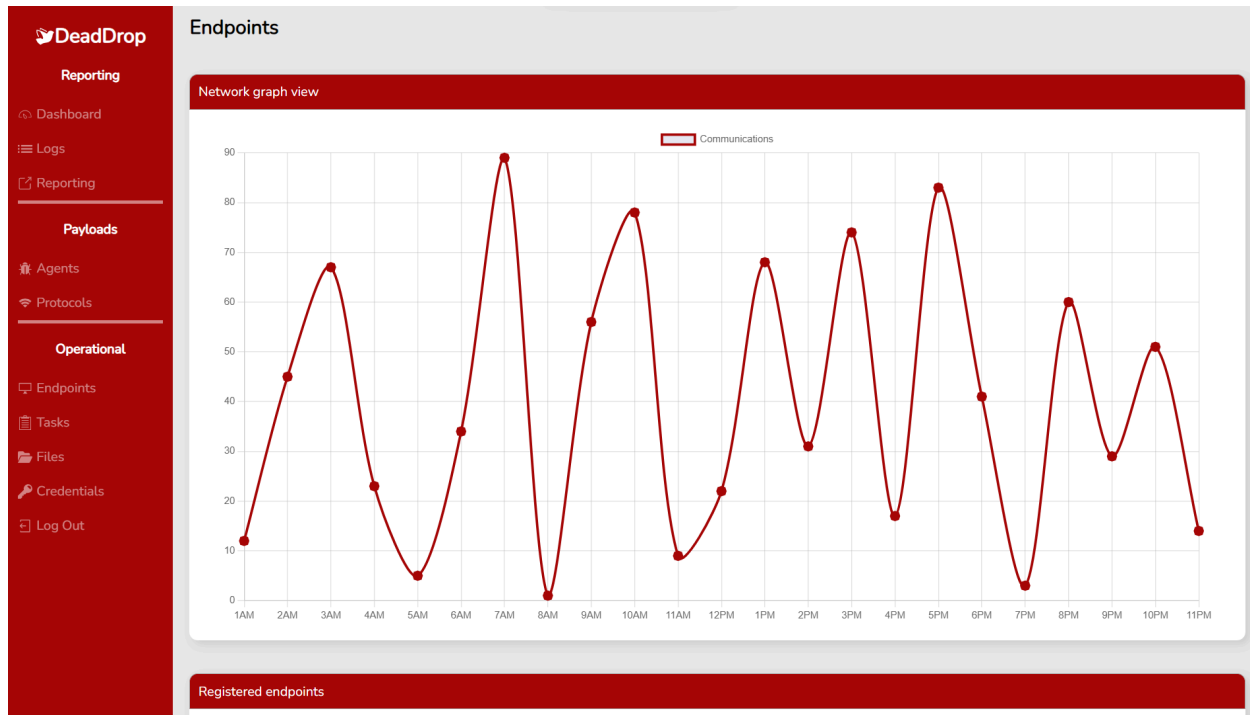 DeadDrop
Reporting
Dashboard
Logs
Reporting
Payloads
Agents
Protocols
Operational
Endpoints
Tasks
Files
Credentials
Log Out
Endpoints
Network graph view
Communications
90
80
70
60
50
40
30
20
10
0
1AM 2AM 3AM 4AM 5AM 6AM 7AM 8AM 9AM 10AM 11AM 12PM 1PM 2PM 3PM 4PM 5PM 6PM 7PM 8PM 9PM 10PM 11PM
Registered endpoints